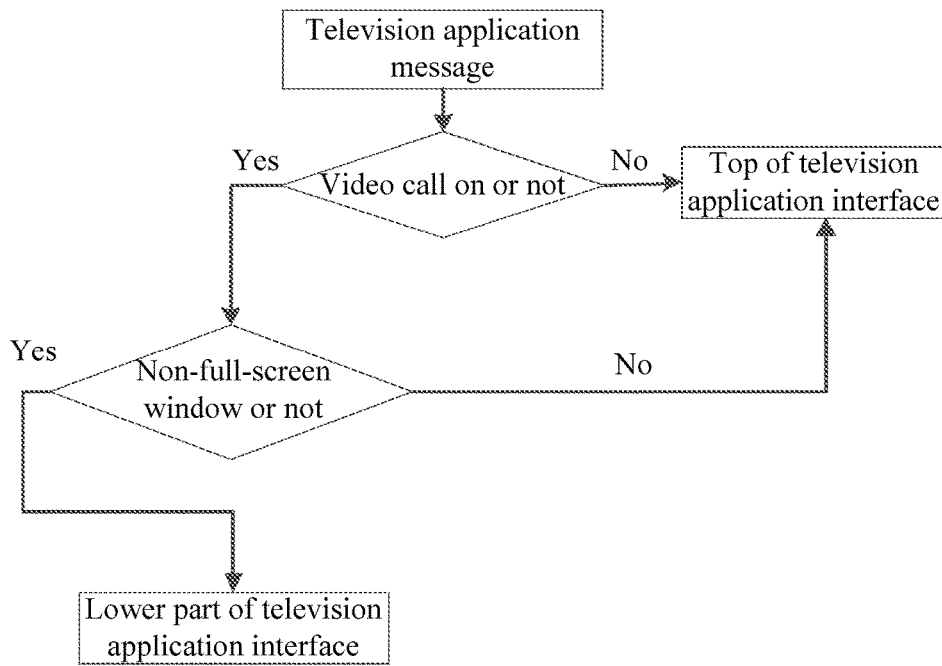 Television application
message
Yes
No
Video call on or not
Top of television
application interface
Yes
Non-full-screen
window or not
No
Lower part of television
application interface